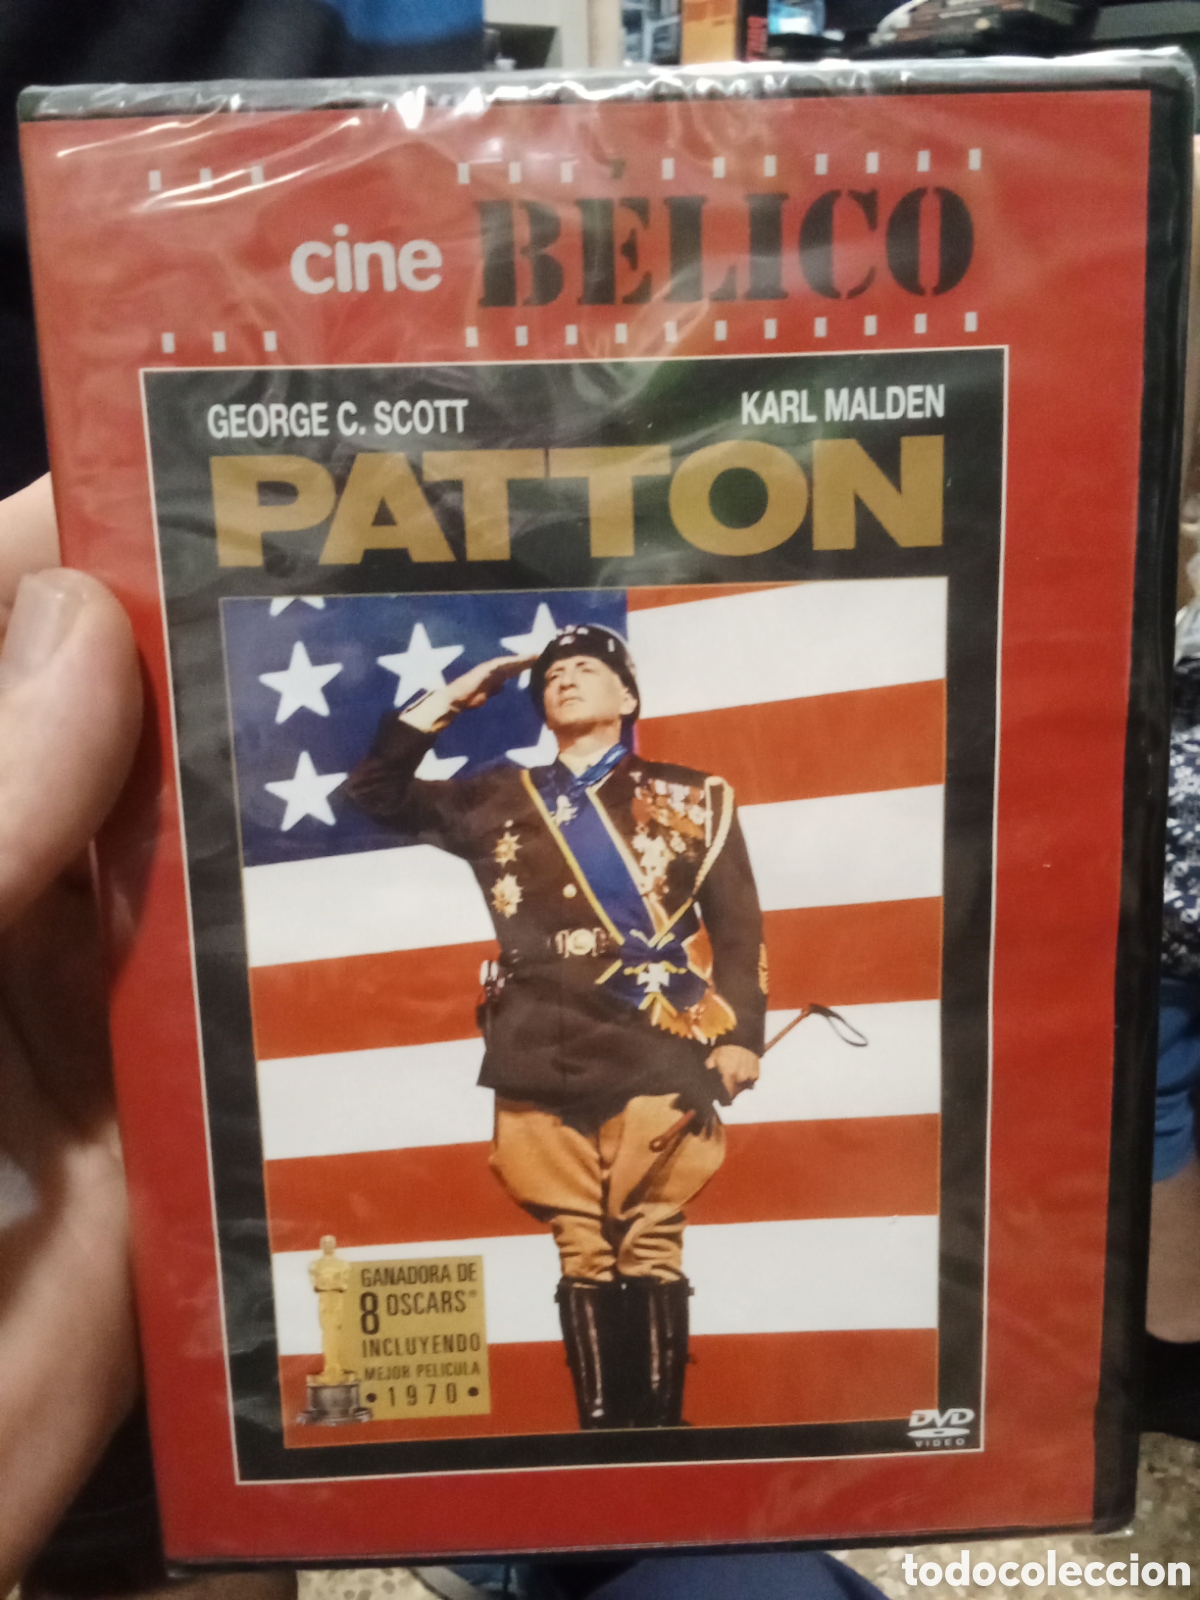 cine BÉLICO
GEORGE C. SCOTT KARL MALDEN
PATTON
GANADORA DE
8 OSCARS®
INCLUYENDO
MEJOR PELICULA
• 1970 •
DVD
VIDEO
todocoleccion